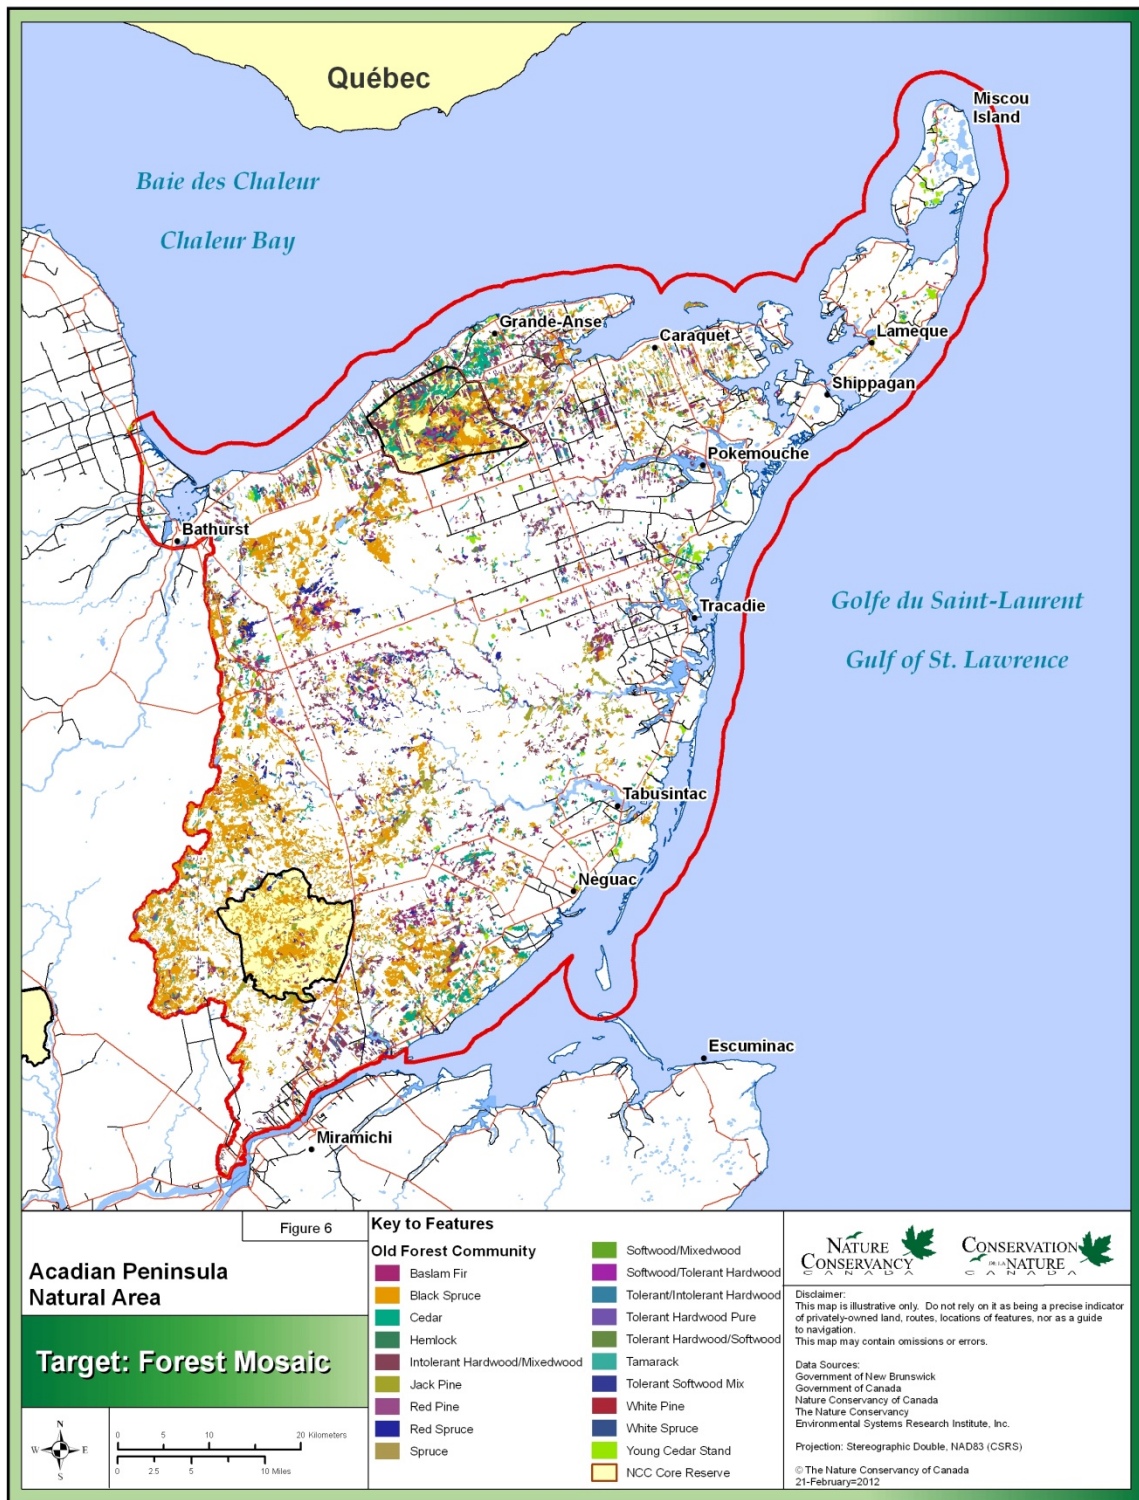 Québec
Miscou
Island
Baie des Chaleur
Chaleur Bay
Grande-Anse
Caraquet
Lameque
Shippagan
Pokemouche
Bathurst
Tracadie
Golfe du Saint-Laurent
Gulf of St. Lawrence
Tabusintac
Neguac
Escuminac
Miramichi
Figure 6
Acadian Peninsula
Natural Area
Target: Forest Mosaic
N
W E
S
0 5 10 20 Kilometers
0 2.5 5 10 Miles
Key to Features
Old Forest Community
Baslam Fir
Black Spruce
Cedar
Hemlock
Intolerant Hardwood/Mixedwood
Jack Pine
Red Pine
Red Spruce
Spruce
Softwood/Mixedwood
Softwood/Tolerant Hardwood
Tolerant/Intolerant Hardwood
Tolerant Hardwood Pure
Tolerant Hardwood/Softwood
Tamarack
Tolerant Softwood Mix
White Pine
White Spruce
Young Cedar Stand
NCC Core Reserve
NATURE
CONSERVANCY
CANADA
CONSERVATION
DE LA NATURE
CANADA
Disclaimer:
This map is illustrative only. Do not rely on it as being a precise indicator
of privately-owned land, routes, locations of features, nor as a guide
to navigation.
This map may contain omissions or errors.
Data Sources:
Government of New Brunswick
Government of Canada
Nature Conservancy of Canada
The Nature Conservancy
Environmental Systems Research Institute, Inc.
Projection: Stereographic Double, NAD83 (CSRS)
© The Nature Conservancy of Canada
21-February=2012